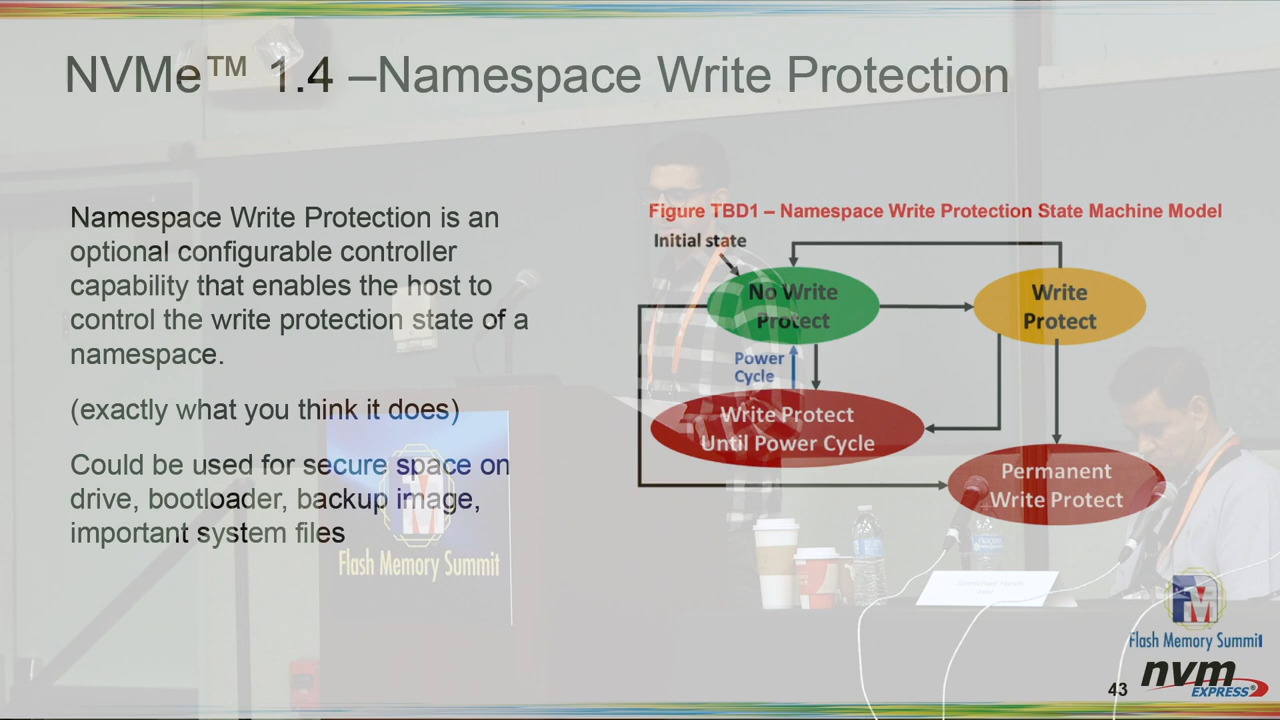 NVMe™ 1.4 –Namespace Write Protection
Namespace Write Protection is an
optional configurable controller
capability that enables the host to
control the write protection state of a
namespace.
(exactly what you think it does)
Could be used for secure space on
drive, bootloader, backup image,
important system files
Figure TBD1 – Namespace Write Protection State Machine Model
Initial state
No Write
Protect
Write
Protect
Power
Cycle
Write Protect
Until Power Cycle
Permanent
Write Protect
Flash Memory Summit
Flash Memory Summit
nvm
EXPRESS®
43